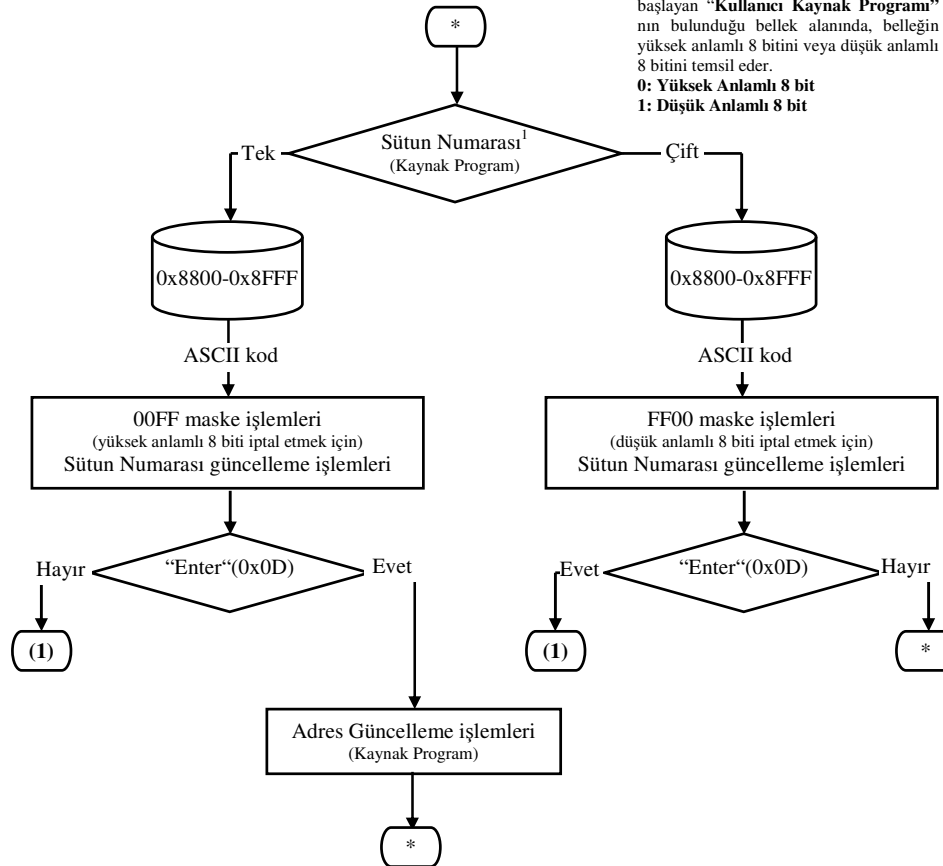 başlayan “Kullanıcı Kaynak Programı”
nın bulunduğu bellek alanında, belleğin
yüksek anlamlı 8 bitini veya düşük anlamlı
8 bitini temsil eder.
0: Yüksek Anlamlı 8 bit
1: Düşük Anlamlı 8 bit
*
Sütun Numarası1
(Kaynak Program)
Tek
Çift
0x8800-0x8FFF
0x8800-0x8FFF
ASCII kod
ASCII kod
00FF maske işlemleri
(yüksek anlamlı 8 biti iptal etmek için)
Sütun Numarası güncelleme işlemleri
FF00 maske işlemleri
(düşük anlamlı 8 biti iptal etmek için)
Sütun Numarası güncelleme işlemleri
Hayır
“Enter“(0x0D)
Evet
Evet
“Enter“(0x0D)
Hayır
(1)
(1)
*
Adres Güncelleme işlemleri
(Kaynak Program)
*